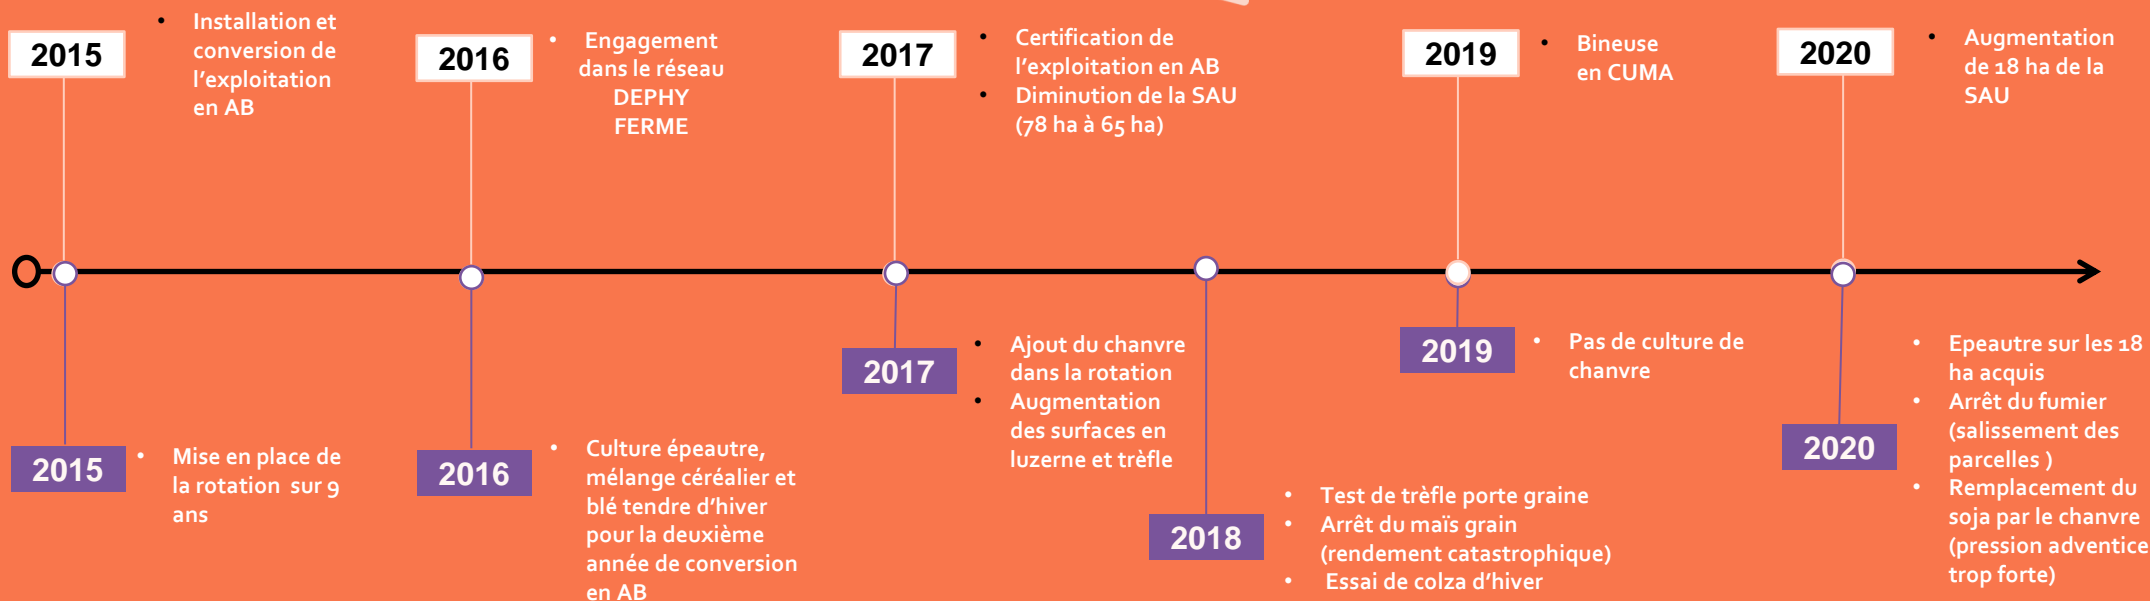 2015
• Installation et
conversion de
l'exploitation
en AB
2016
• Engagement
dans le réseau
DEPHY
FERME
2017
• Certification de
l'exploitation en AB
• Diminution de la SAU
(78 ha à 65 ha)
2019
• Bineuse
en CUMA
2020
• Augmentation
de 18 ha de la
SAU
2015
• Mise en place de
la rotation sur 9
ans
2016
• Culture épeautre,
mélange céréalier et
blé tendre d'hiver
pour la deuxième
année de conversion
en AB
2017
• Ajout du chanvre
dans la rotation
• Augmentation
des surfaces en
luzerne et trèfle
2018
• Test de trèfle porte graine
• Arrêt du maïs grain
(rendement catastrophique)
• Essai de colza d'hiver
2019
• Pas de culture de
chanvre
2020
• Epeautre sur les 18
ha acquis
• Arrêt du fumier
(salissement des
parcelles )
• Remplacement du
soja par le chanvre
(pression adventice
trop forte)